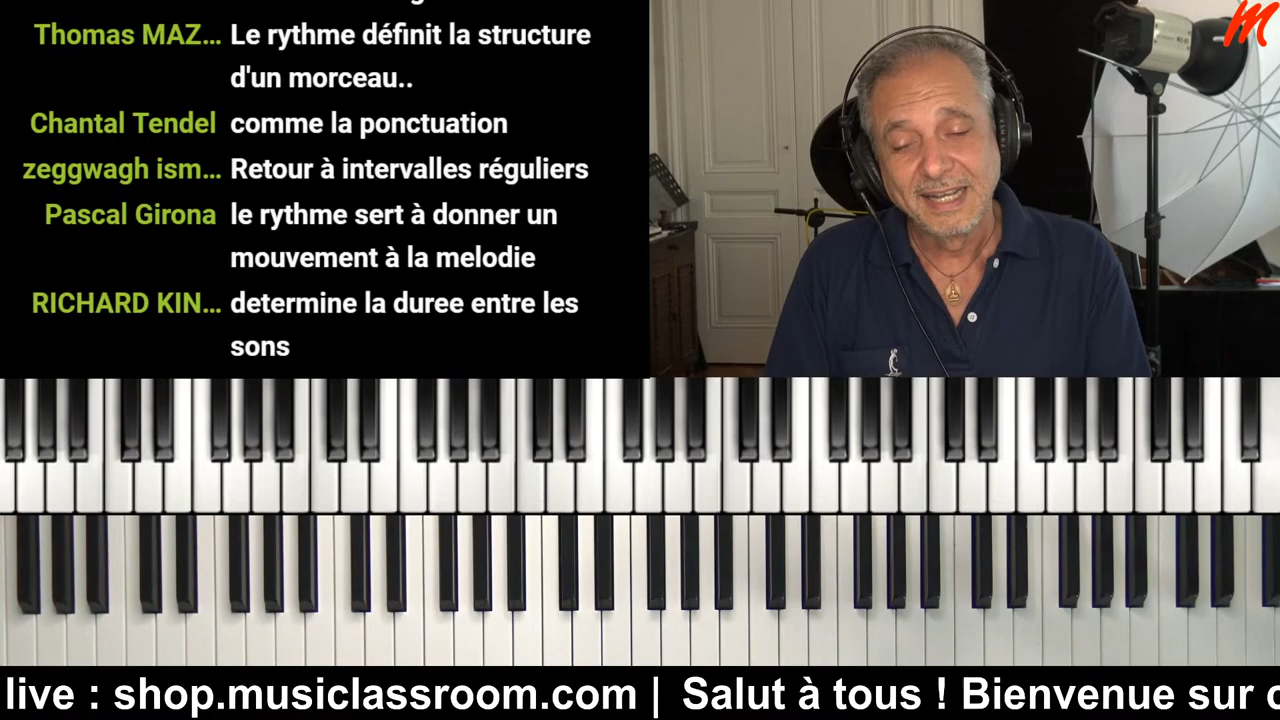 Thomas MAZ... Le rythme définit la structure
d'un morceau..
Chantal Tendel comme la ponctuation
zeggwagh ism... Retour à intervalles réguliers
Pascal Girona le rythme sert à donner un
mouvement à la melodie
RICHARD KIN... determine la duree entre les
sons
live : shop.musiclassroom.com | Salut à tous ! Bienvenue sur